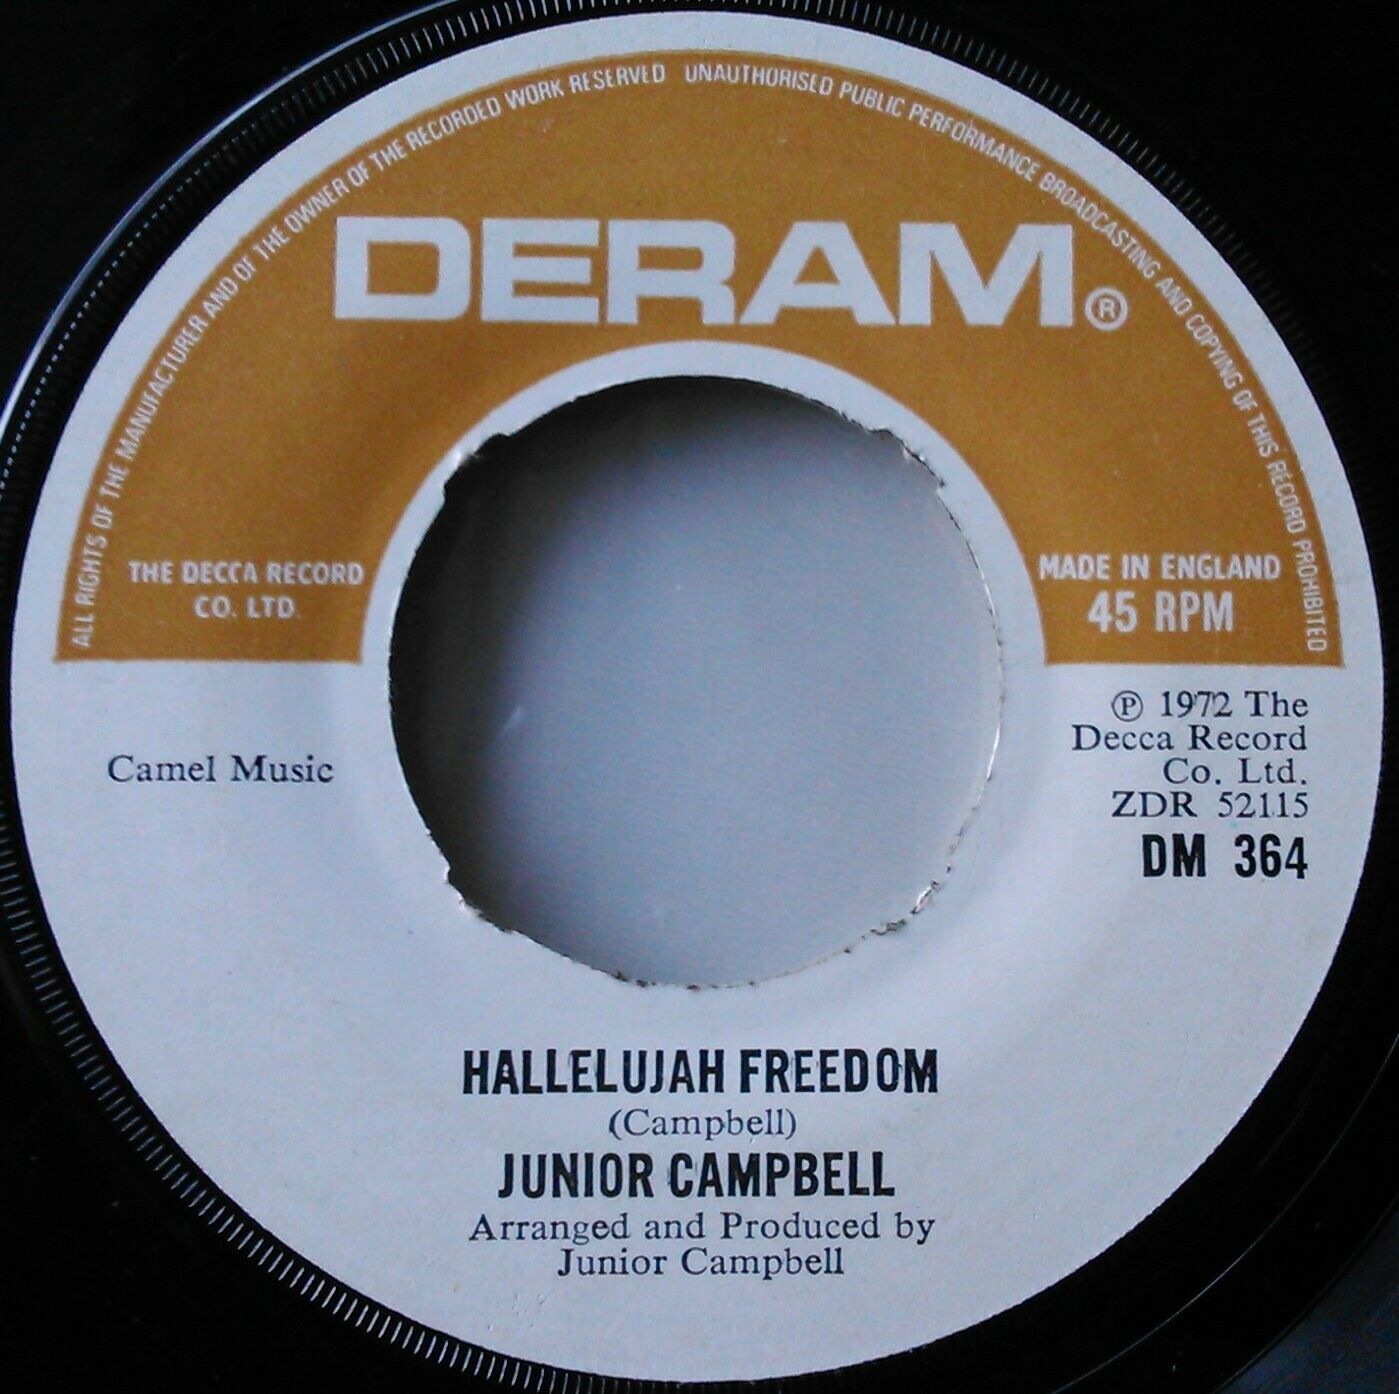 ALL RIGHTS OF THE MANUFACTURER AND OF THE OWNER OF THE RECORDED WORK RESERVED UNAUTHORISED PUBLIC PERFORMANCE BROADCASTING AND COPYING OF THIS RECORD PROHIBITED
DERAM®
THE DECCA RECORD
CO. LTD.
MADE IN ENGLAND
45 RPM
Camel Music
℗ 1972 The
Decca Record
Co. Ltd.
ZDR 52115
DM 364
HALLELUJAH FREEDOM
(Campbell)
JUNIOR CAMPBELL
Arranged and Produced by
Junior Campbell